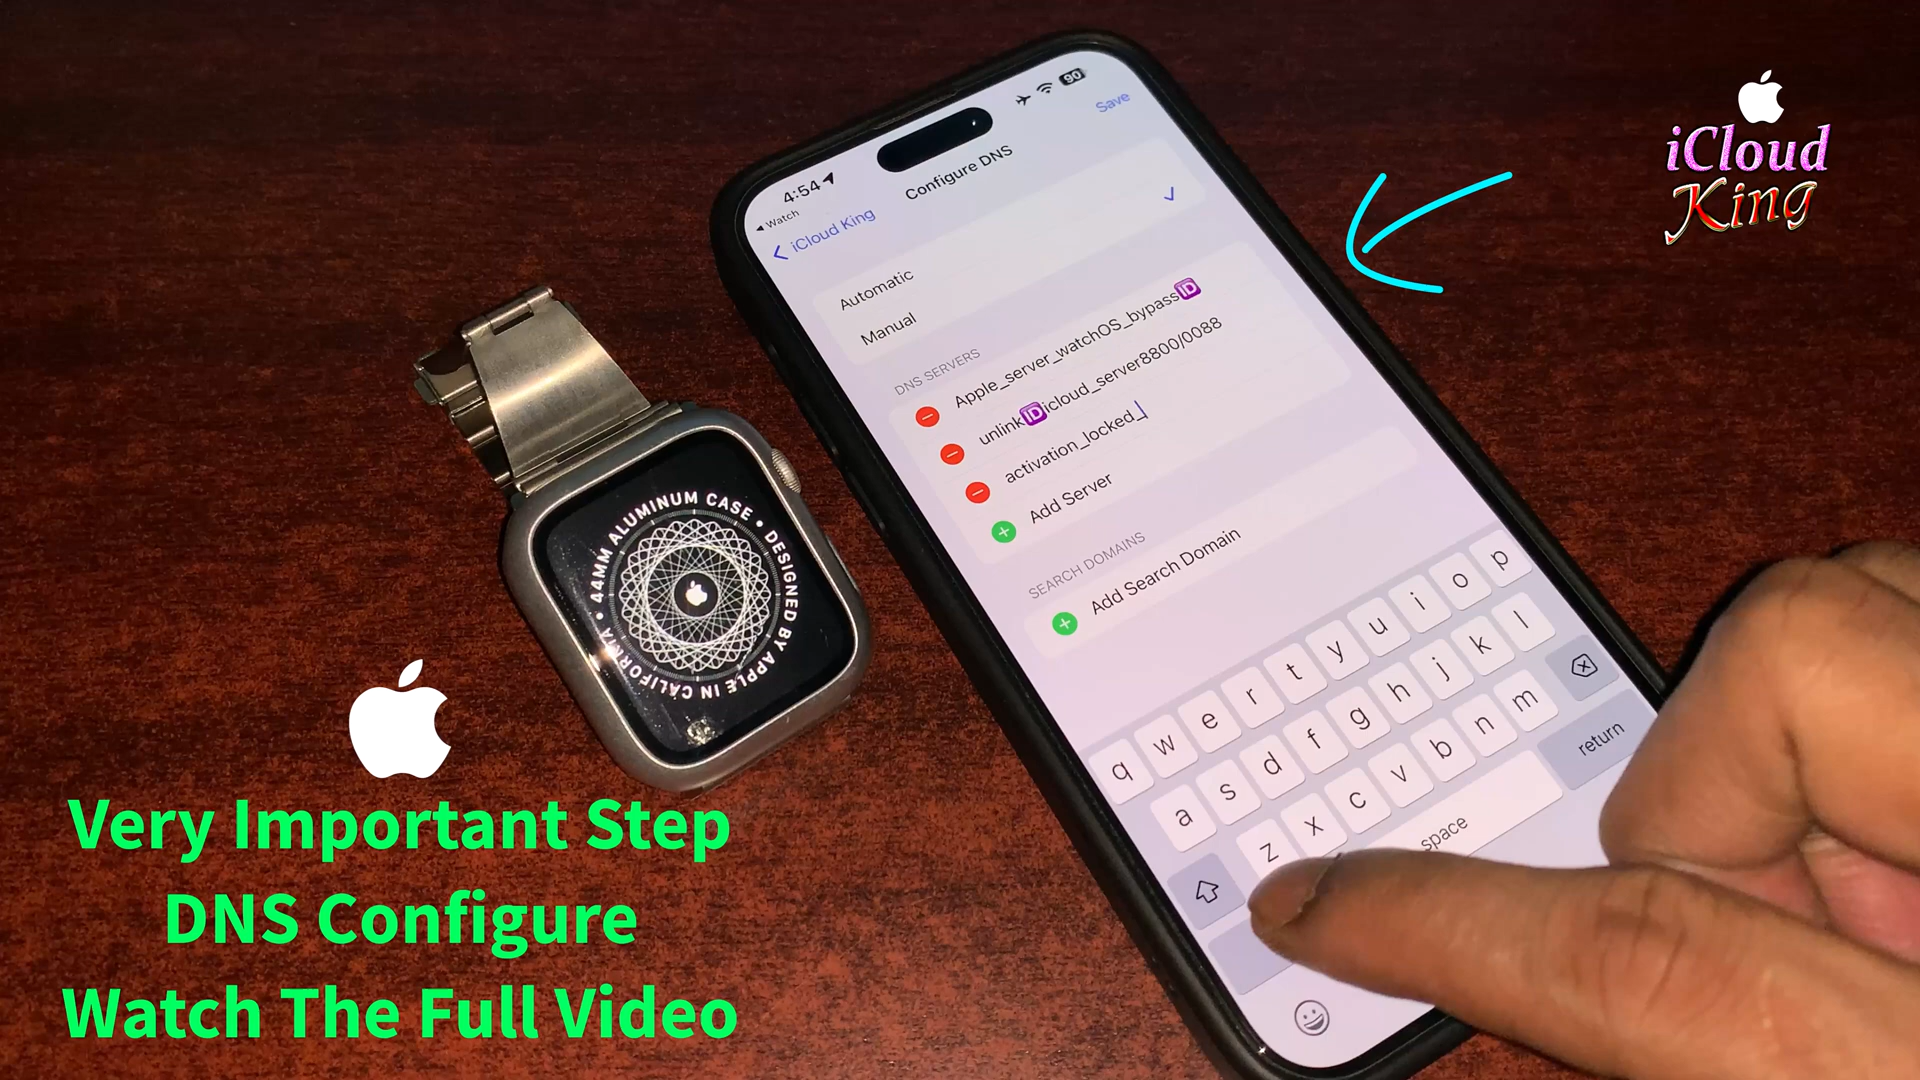 4:54
90
Watch
iCloud King
Configure DNS
Save
Automatic
Manual
DNS SERVERS
Apple_server_watchOS_bypass🆔
unlink🆔icloud_server8800/0088
activation_locked_
Add Server
SEARCH DOMAINS
Add Search Domain
q w e r t y u i o p
a s d f g h j k l
z x c v b n m
space
return
44MM ALUMINUM CASE • DESIGNED BY APPLE IN CALIFORNIA •
iCloud
King
Very Important Step
DNS Configure
Watch The Full Video